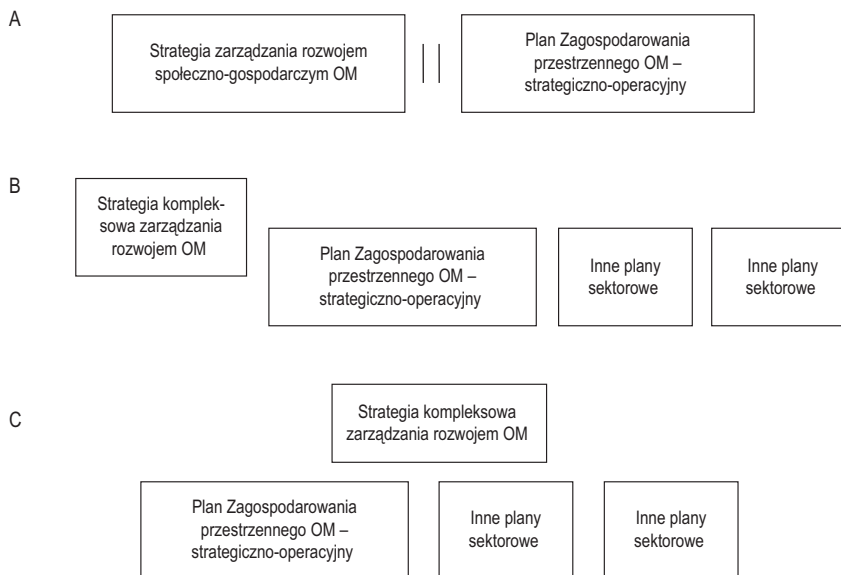 A
Strategia zarządzania rozwojem
społeczno-gospodarczym OM
Plan Zagospodarowania
przestrzennego OM –
strategiczno-operacyjny
B
Strategia komplek-
sowa zarządzania
rozwojem OM
Plan Zagospodarowania
przestrzennego OM –
strategiczno-operacyjny
Inne plany
sektorowe
Inne plany
sektorowe
C
Strategia kompleksowa
zarządzania rozwojem OM
Plan Zagospodarowania
przestrzennego OM –
strategiczno-operacyjny
Inne plany
sektorowe
Inne plany
sektorowe